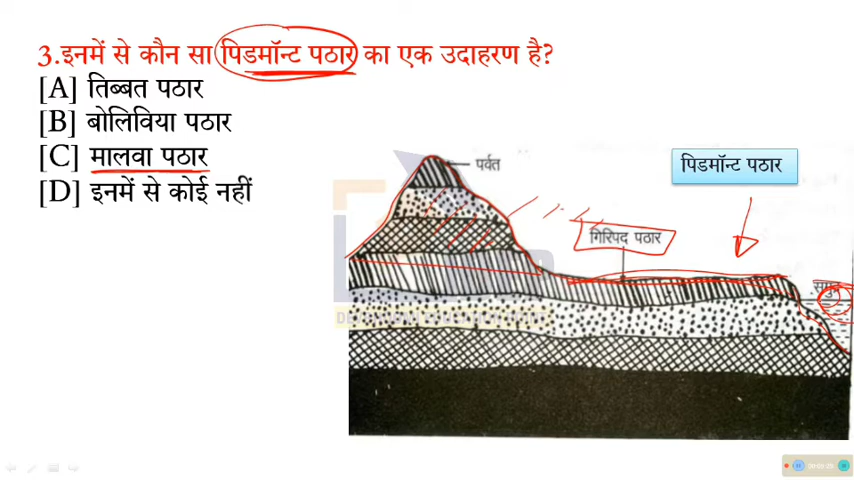 3.इनमें से कौन सा पिडमॉन्ट पठार का एक उदाहरण है?
[A] तिब्बत पठार
[B] बोलिविया पठार
[C] मालवा पठार
[D] इनमें से कोई नहीं
पर्वत
पिडमॉन्ट पठार
गिरिपद पठार
समुद्र